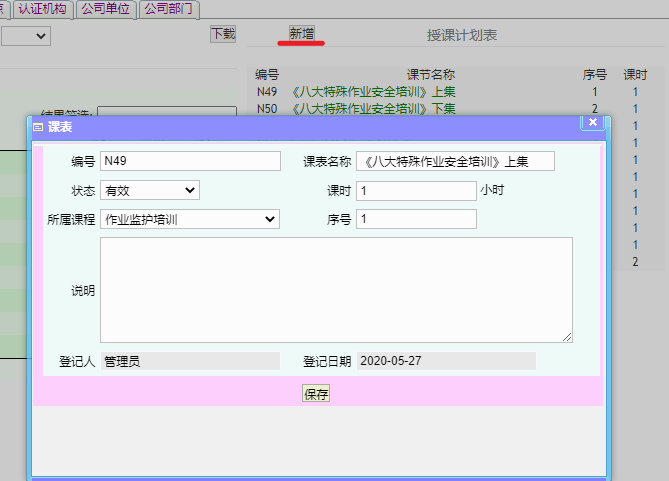 认证机构 公司单位 公司部门
下载 新增 授课计划表
编号 课节名称 序号 课时
N49 《八大特殊作业安全培训》上集 1 1
N50 《八大特殊作业安全培训》下集 2 1
课表
1
编号 N49 课表名称 《八大特殊作业安全培训》上集 1
1
状态 有效 课时 1 小时 1
1
所属课程 作业监护培训 序号 1 1
1
1
2
说明
登记人 管理员 登记日期 2020-05-27
保存